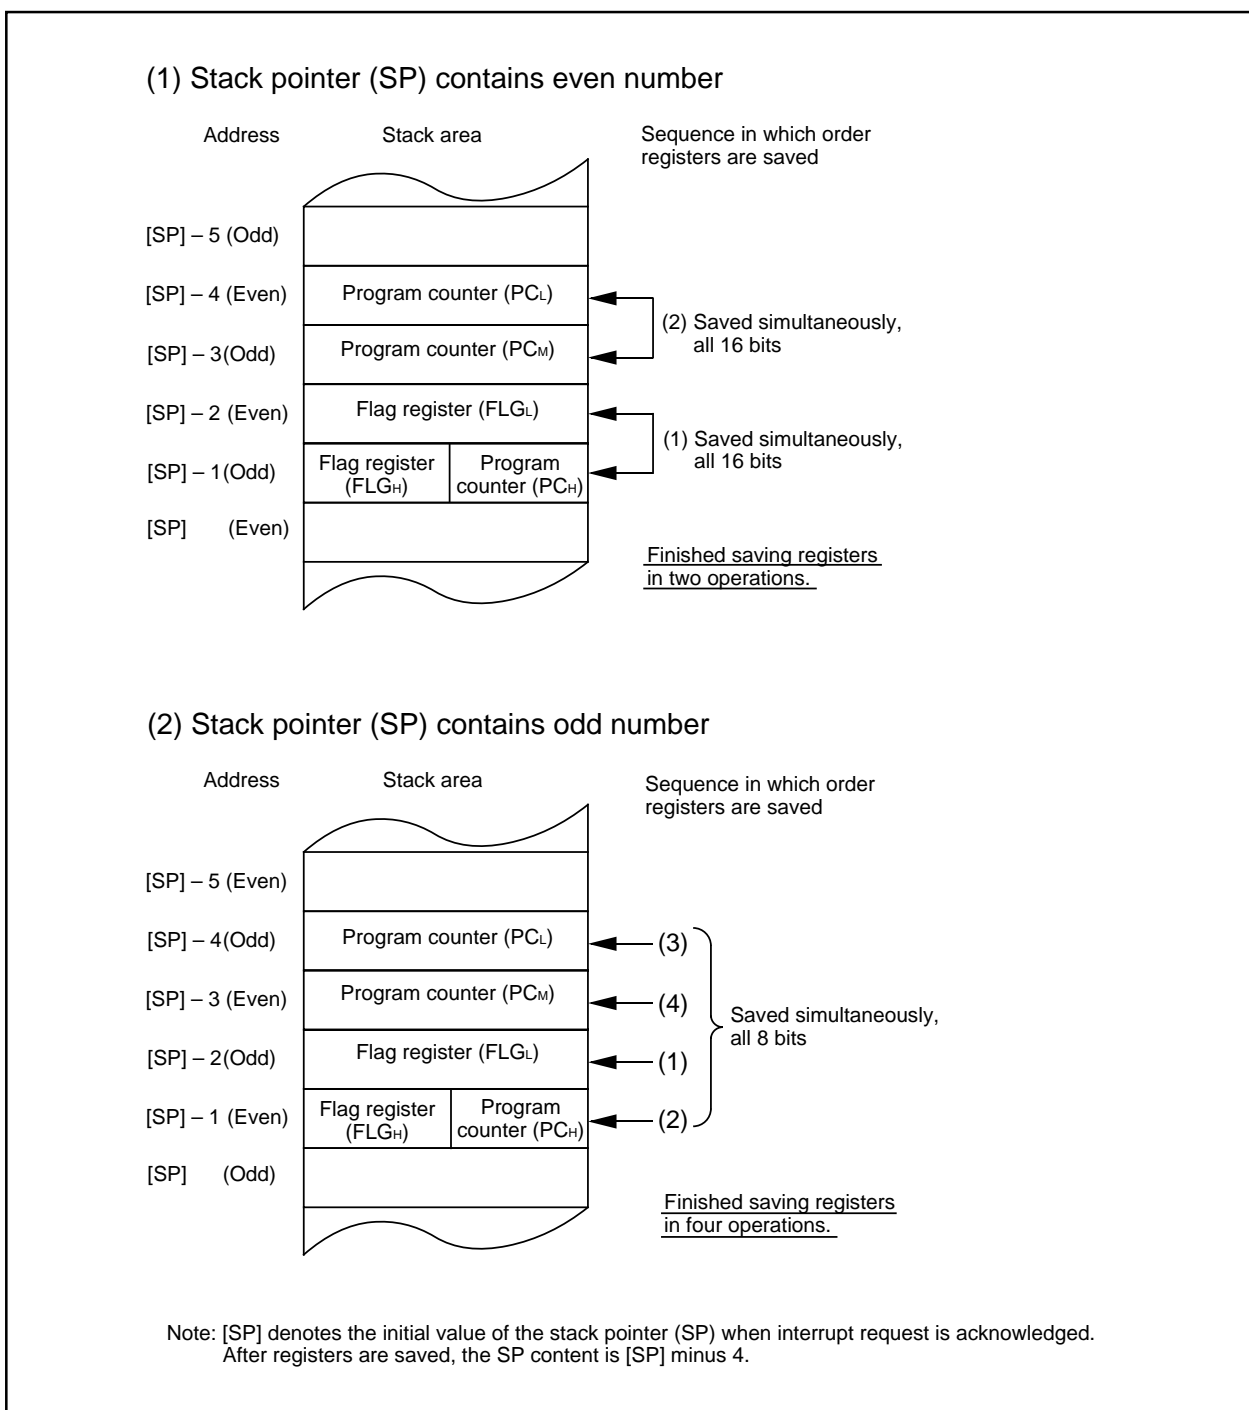 (1) Stack pointer (SP) contains even number
Address Stack area Sequence in which order
registers are saved
[SP] – 5 (Odd)
[SP] – 4 (Even) Program counter (PCL)
(2) Saved simultaneously,
all 16 bits
[SP] – 3(Odd) Program counter (PCM)
[SP] – 2 (Even) Flag register (FLGL)
(1) Saved simultaneously,
all 16 bits
[SP] – 1(Odd) Flag register Program
(FLGH) counter (PCH)
[SP] (Even)
Finished saving registers
in two operations.
(2) Stack pointer (SP) contains odd number
Address Stack area Sequence in which order
registers are saved
[SP] – 5 (Even)
[SP] – 4(Odd) Program counter (PCL) (3)
[SP] – 3 (Even) Program counter (PCM) (4)
Saved simultaneously,
all 8 bits
[SP] – 2(Odd) Flag register (FLGL) (1)
[SP] – 1 (Even) Flag register Program (2)
(FLGH) counter (PCH)
[SP] (Odd)
Finished saving registers
in four operations.
Note: [SP] denotes the initial value of the stack pointer (SP) when interrupt request is acknowledged.
After registers are saved, the SP content is [SP] minus 4.